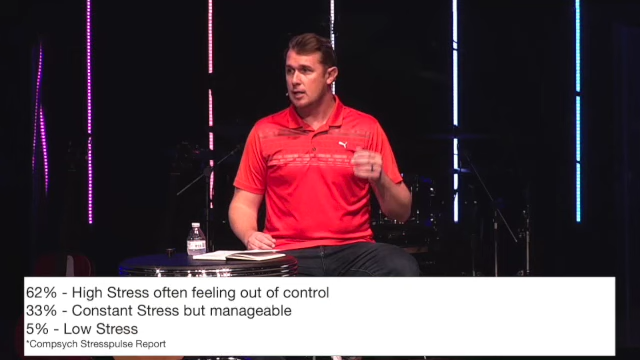 62% - High Stress often feeling out of control
33% - Constant Stress but manageable
5% - Low Stress
*Compsych Stresspulse Report